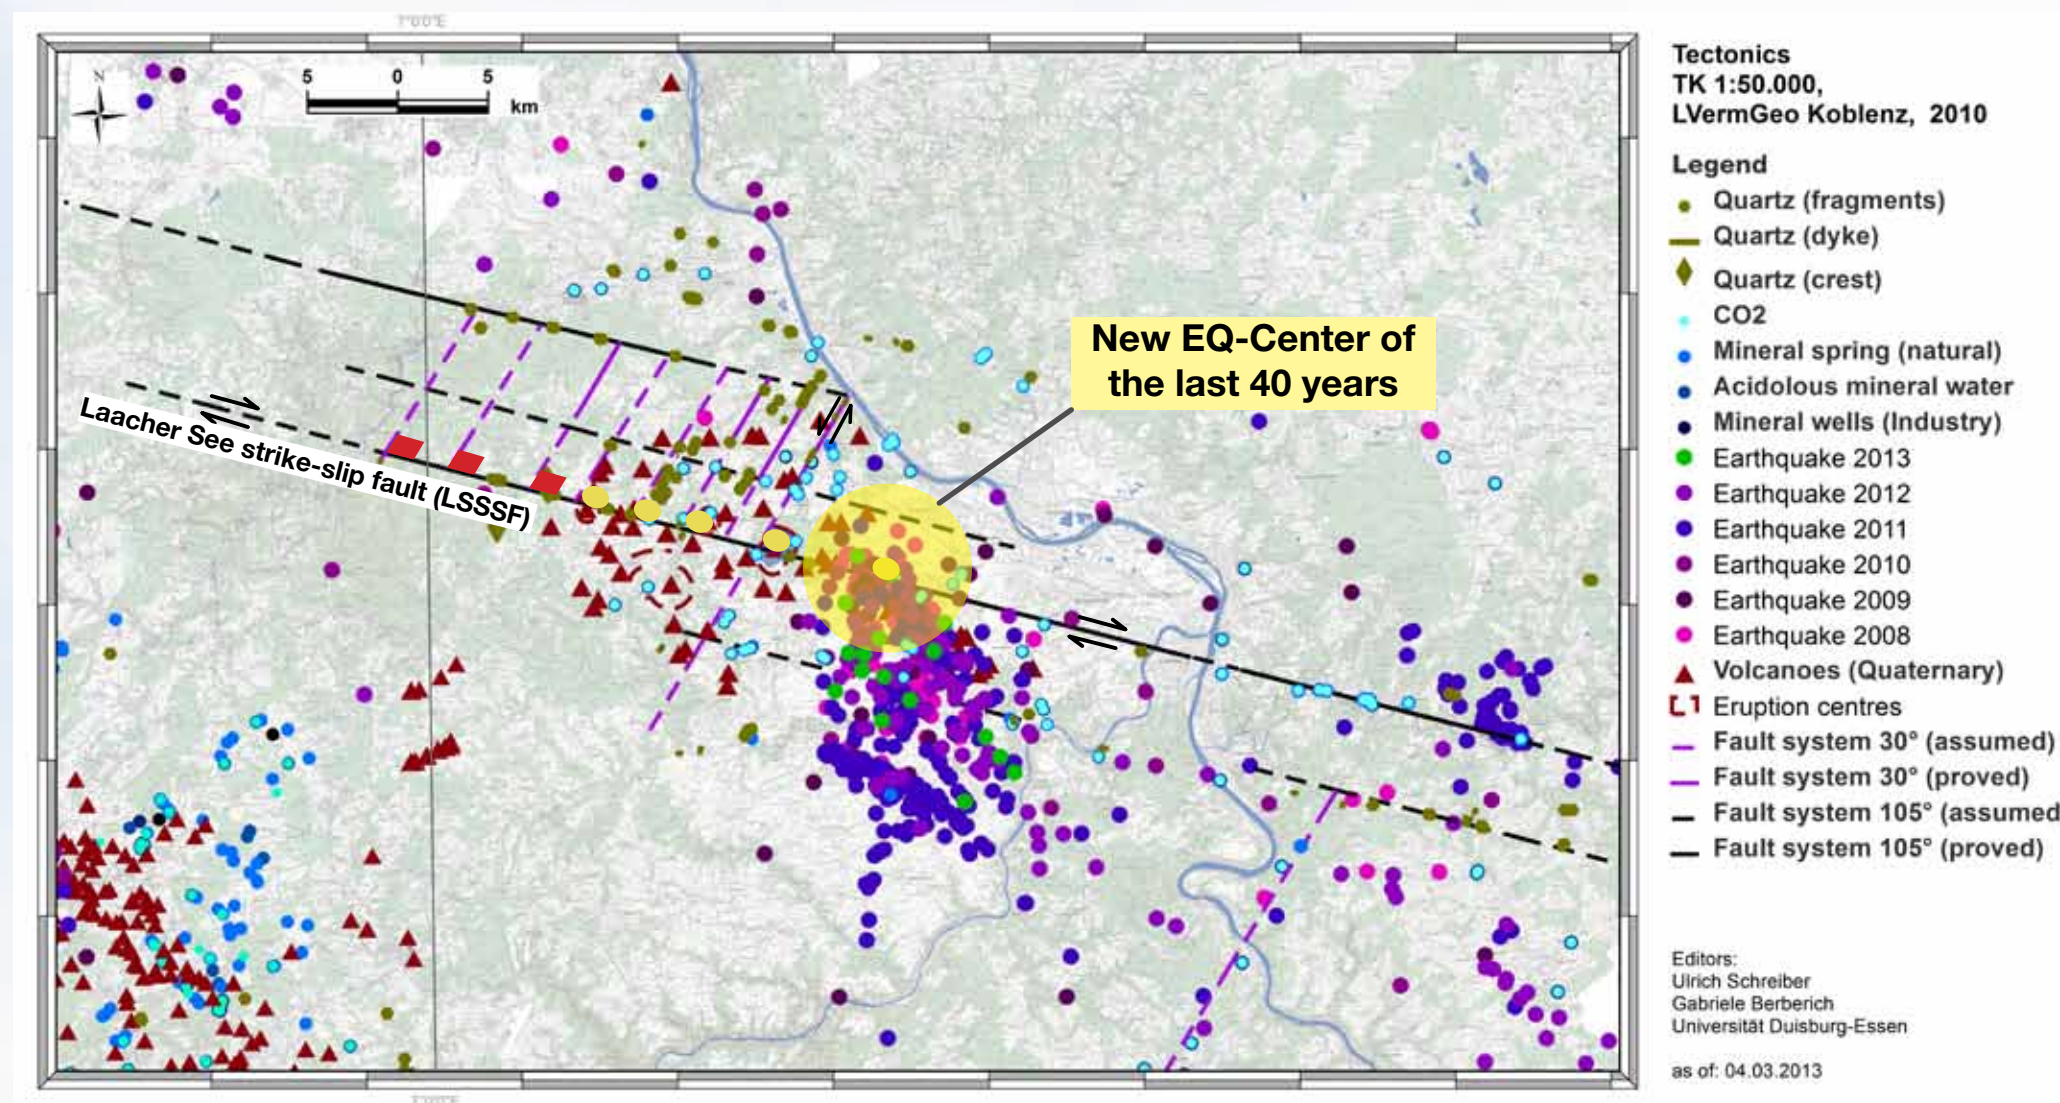 7°0'0"E
N
5 0 5
km
Laacher See strike-slip fault (LSSSF)
New EQ-Center of
the last 40 years
Tectonics
TK 1:50.000,
LVermGeo Koblenz, 2010
Legend
Quartz (fragments)
Quartz (dyke)
Quartz (crest)
CO2
Mineral spring (natural)
Acidolous mineral water
Mineral wells (Industry)
Earthquake 2013
Earthquake 2012
Earthquake 2011
Earthquake 2010
Earthquake 2009
Earthquake 2008
Volcanoes (Quaternary)
Eruption centres
Fault system 30° (assumed)
Fault system 30° (proved)
Fault system 105° (assumed
Fault system 105° (proved)
Editors:
Ulrich Schreiber
Gabriele Berberich
Universität Duisburg-Essen
as of: 04.03.2013